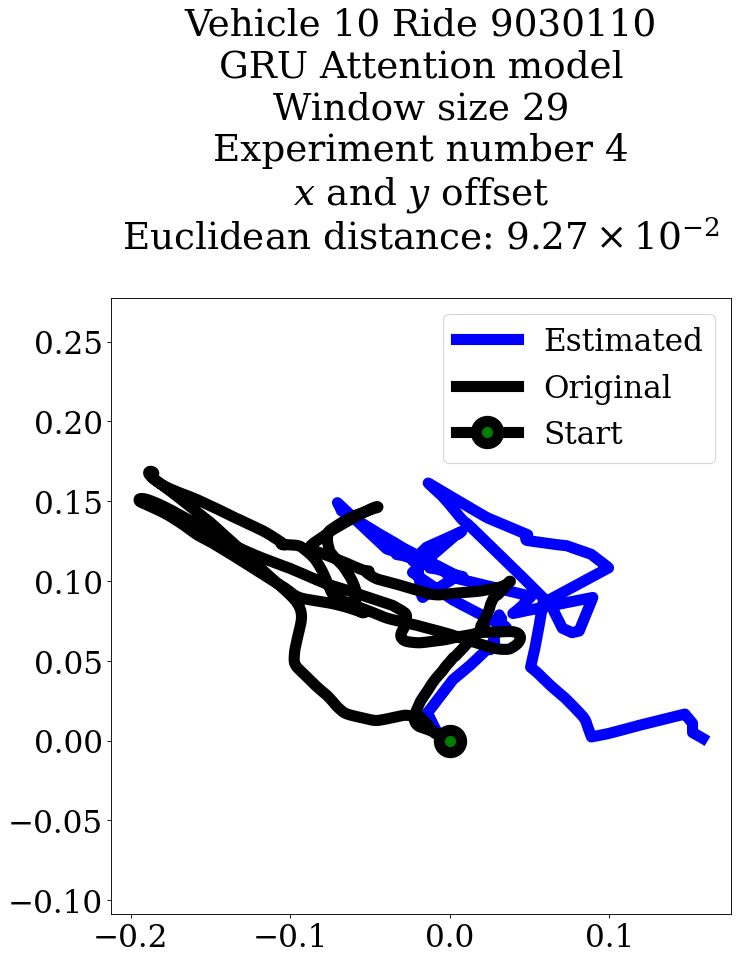 Vehicle 10 Ride 9030110
GRU Attention model
Window size 29
Experiment number 4
x and y offset
Euclidean distance: 9.27 × 10⁻²
Estimated
Original
Start
0.25
0.20
0.15
0.10
0.05
0.00
−0.05
−0.10
−0.2 −0.1 0.0 0.1